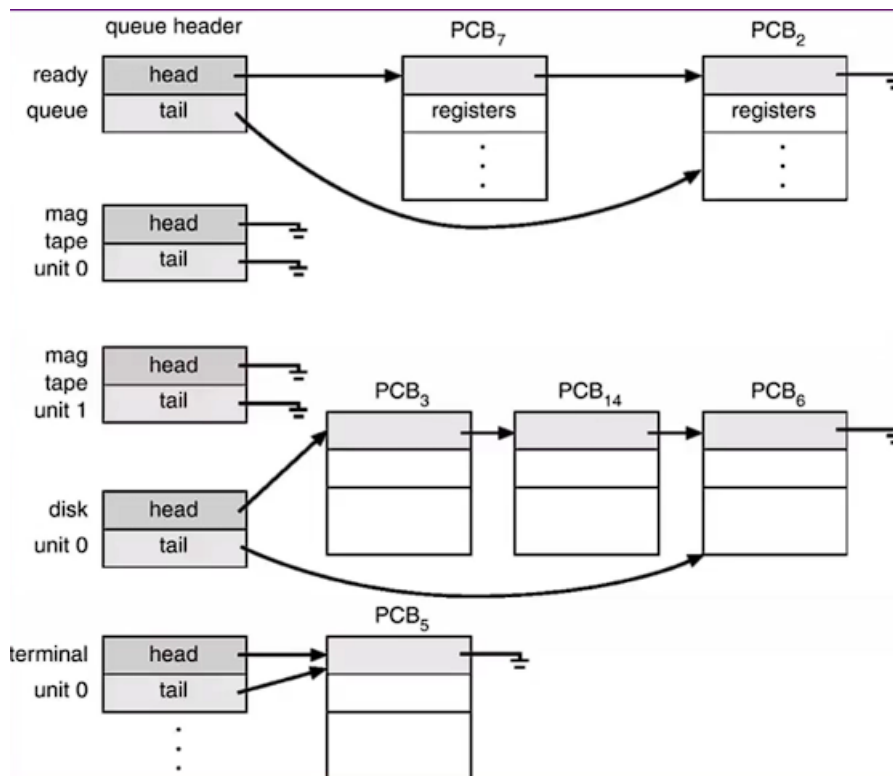 queue header
PCB7
PCB2
ready
head
queue
tail
registers
registers
mag
tape
unit 0
head
tail
mag
tape
unit 1
head
tail
PCB3
PCB14
PCB6
disk
unit 0
head
tail
PCB5
terminal
unit 0
head
tail